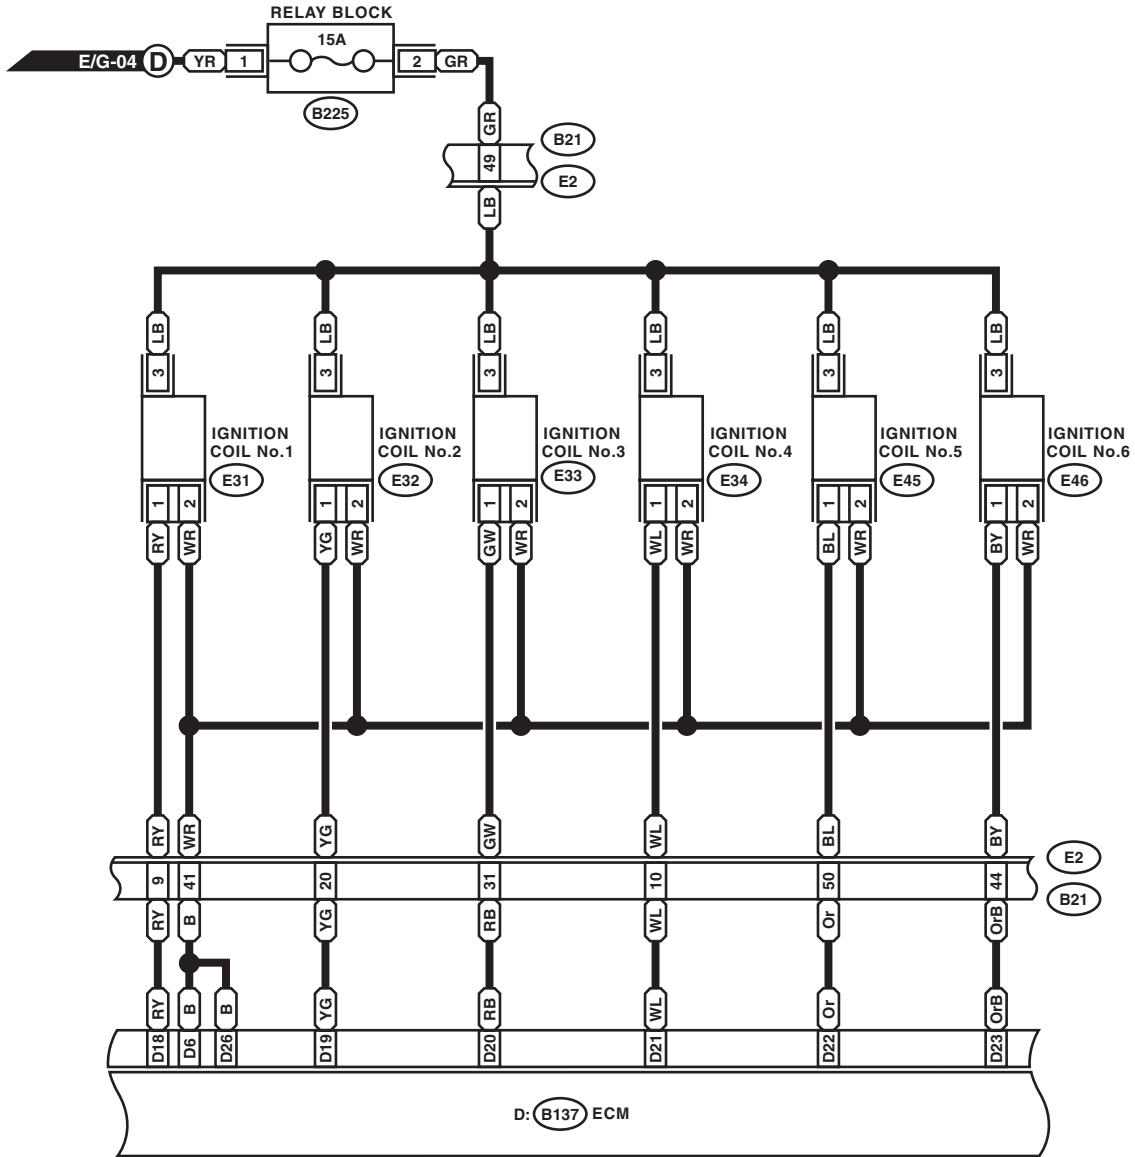 RELAY BLOCK
E/G-04 D YR 1 15A 2 GR
B225
GR
B21
49
E2
LB
LB LB LB LB LB LB
3 3 3 3 3 3
IGNITION COIL No.1
E31
IGNITION COIL No.2
E32
IGNITION COIL No.3
E33
IGNITION COIL No.4
E34
IGNITION COIL No.5
E45
IGNITION COIL No.6
E46
1 2 1 2 1 2 1 2 1 2 1 2
RY WR YG WR GW WR WL WR BL WR BY WR
RY WR YG GW WL BL BY
E2
9 41 20 31 10 50 44
B21
RY B YG RB WL Or OrB
RY B B YG RB WL Or OrB
D18 D6 D26 D19 D20 D21 D22 D23
D: B137 ECM